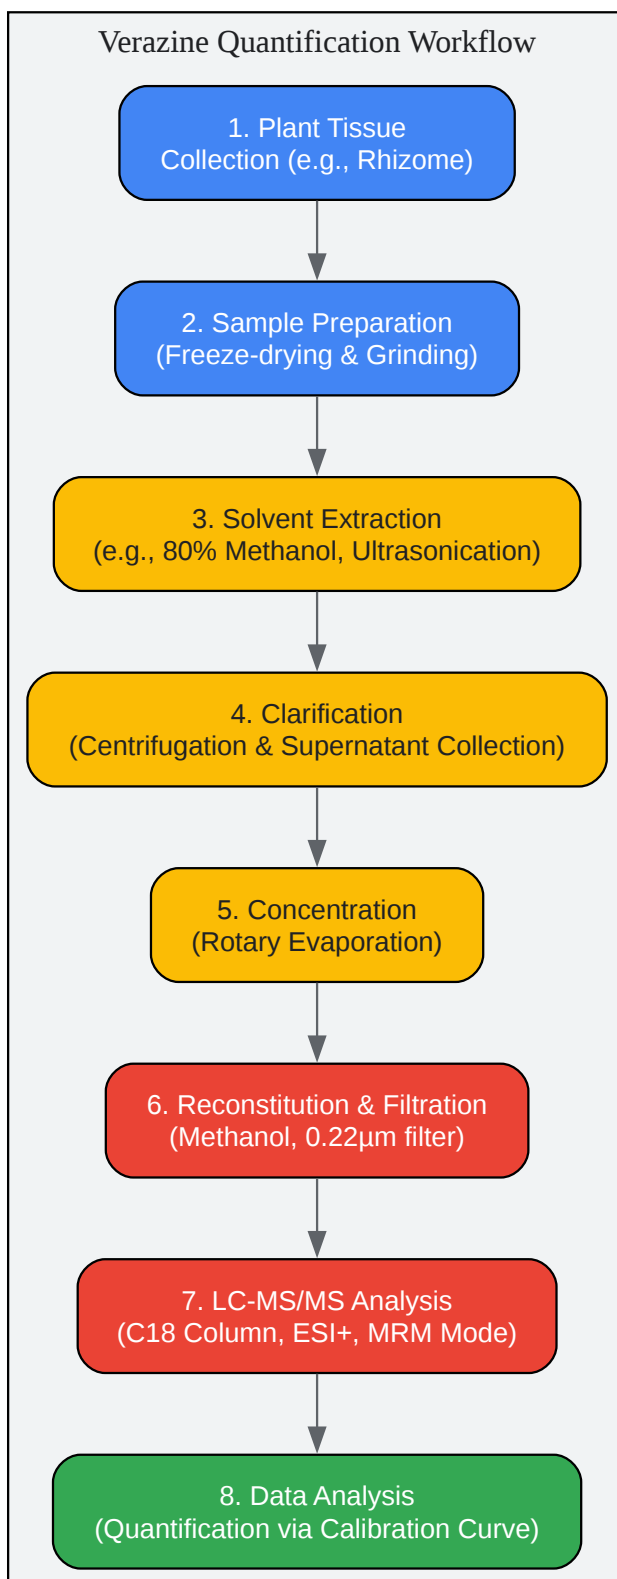 Verazine Quantification Workflow
1. Plant Tissue
Collection (e.g., Rhizome)
2. Sample Preparation
(Freeze-drying & Grinding)
3. Solvent Extraction
(e.g., 80% Methanol, Ultrasonication)
4. Clarification
(Centrifugation & Supernatant Collection)
5. Concentration
(Rotary Evaporation)
6. Reconstitution & Filtration
(Methanol, 0.22µm filter)
7. LC-MS/MS Analysis
(C18 Column, ESI+, MRM Mode)
8. Data Analysis
(Quantification via Calibration Curve)